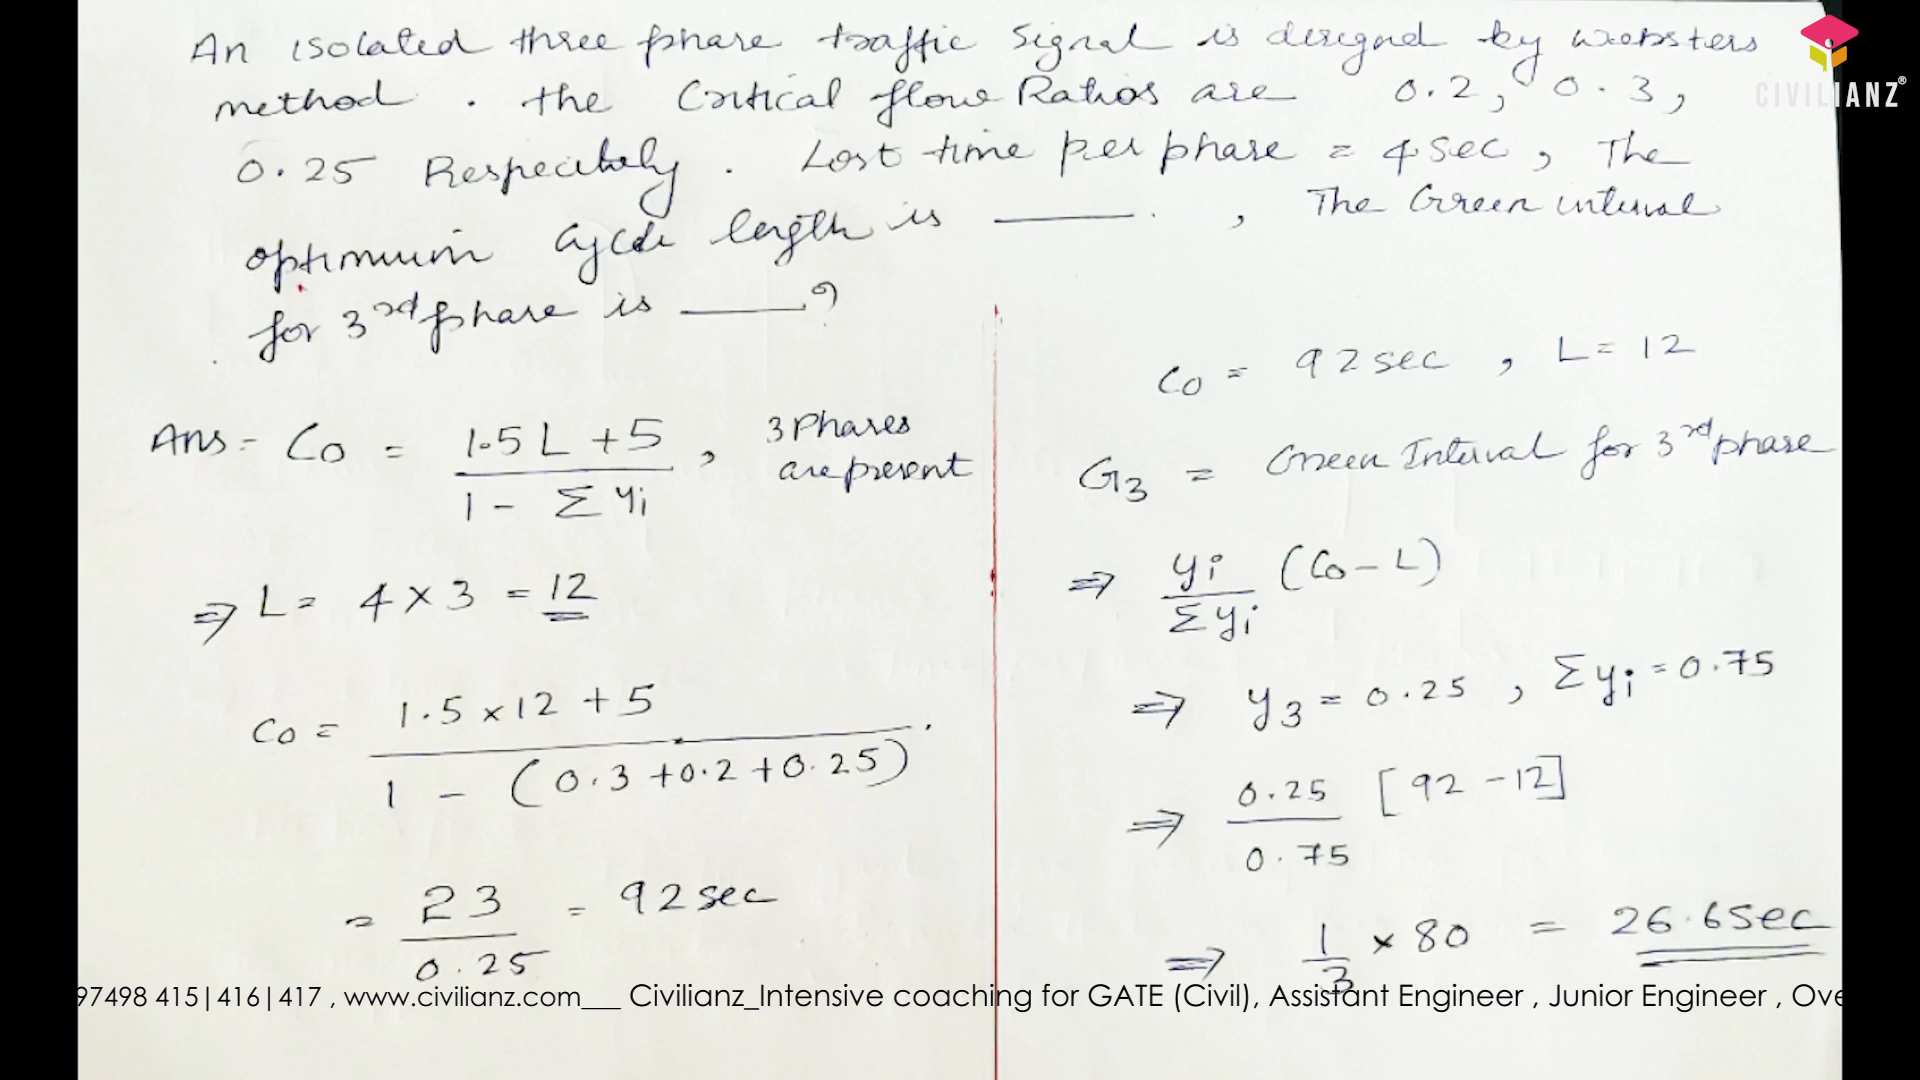 An isolated three phase traffic signal is designed by websters
method. The Critical flow Ratios are 0.2, 0.3,
0.25 Respectively. Lost time per phase = 4 sec, The
optimum cycle length is ______. , The Green interval
for 3rd phase is _____?
Ans:- Co = (1.5 L + 5) / (1 - Σ yi) , 3 Phases are present
⇒ L = 4 × 3 = 12
Co = (1.5 × 12 + 5) / (1 - (0.3 + 0.2 + 0.25)).
= 23 / 0.25 = 92 sec
Co = 92 sec , L = 12
G3 = Green Interval for 3rd phase
⇒ yi / Σ yi (Co - L)
⇒ y3 = 0.25 , Σ yi = 0.75
⇒ 0.25 / 0.75 [92 - 12]
⇒ 1/3 × 80 = 26.6 sec
CIVILIANZ®
97498 415|416|417 , www.civilianz.com___ Civilianz_Intensive coaching for GATE (Civil), Assistant Engineer , Junior Engineer , Ove